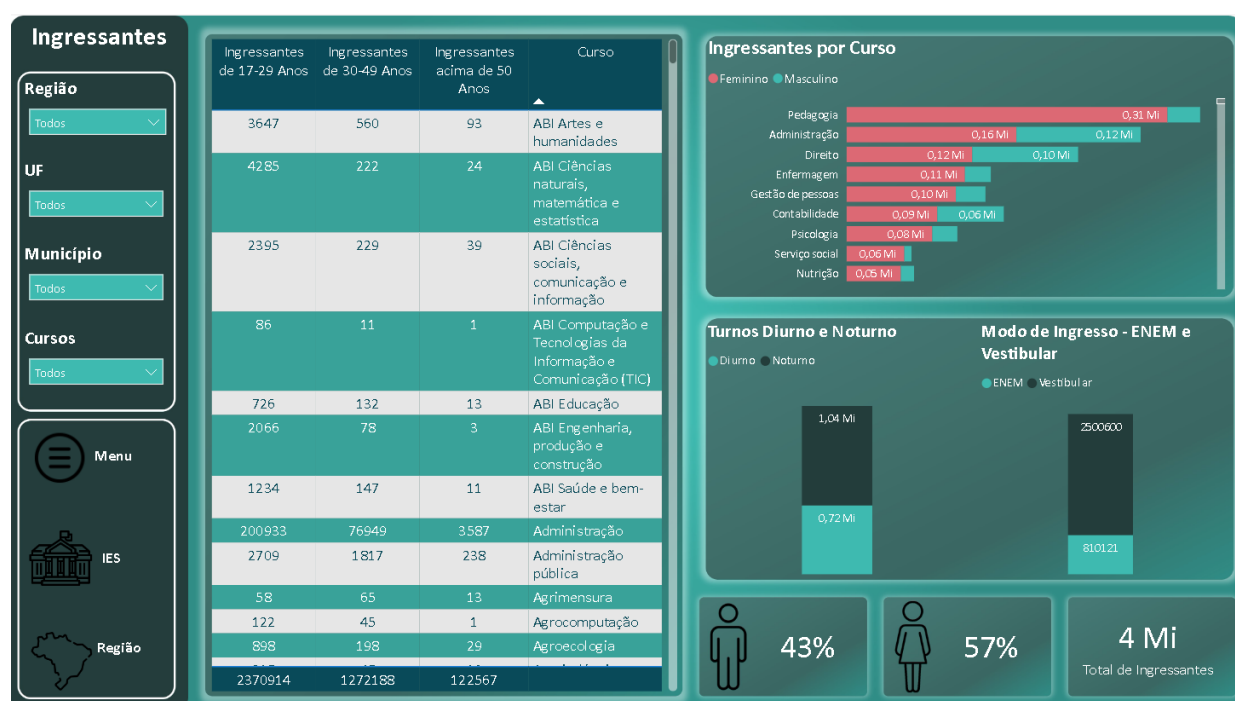 Ingressantes
Região
Todos
UF
Todos
Município
Todos
Cursos
Todos
Menu
IES
Região
Ingressantes de 17-29 Anos
Ingressantes de 30-49 Anos
Ingressantes acima de 50 Anos
Curso
3647 560 93 ABI Artes e humanidades
4285 222 24 ABI Ciências naturais, matemática e estatística
2395 229 39 ABI Ciências sociais, comunicação e informação
86 11 1 ABI Computação e Tecnologias da Informação e Comunicação (TIC)
726 132 13 ABI Educação
2066 78 3 ABI Engenharia, produção e construção
1234 147 11 ABI Saúde e bem-estar
200933 76949 3587 Administração
2709 1817 238 Administração pública
58 65 13 Agrimensura
122 45 1 Agrocomputação
898 198 29 Agroecologia
2370914 1272188 122567
Ingressantes por Curso
Feminino Masculino
Pedagogia 0,31 Mi
Administração 0,16 Mi 0,12 Mi
Direito 0,12 Mi 0,10 Mi
Enfermagem 0,11 Mi
Gestão de pessoas 0,10 Mi
Contabilidade 0,09 Mi 0,06 Mi
Psicologia 0,08 Mi
Serviço social 0,06 Mi
Nutrição 0,05 Mi
Turnos Diurno e Noturno
Diurno Noturno
1,04 Mi
0,72 Mi
Modo de Ingresso - ENEM e
Vestibular
ENEM Vestibular
2500600
810121
43%
57%
4 Mi
Total de Ingressantes